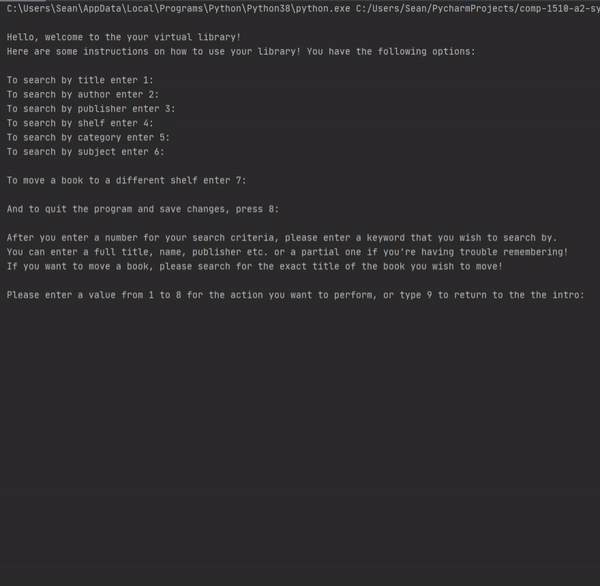 C:\Users\Sean\AppData\Local\Programs\Python\Python38\python.exe C:/Users/Sean/PycharmProjects/comp-1510-a2-sy
Hello, welcome to the your virtual library!
Here are some instructions on how to use your library! You have the following options:
To search by title enter 1:
To search by author enter 2:
To search by publisher enter 3:
To search by shelf enter 4:
To search by category enter 5:
To search by subject enter 6:
To move a book to a different shelf enter 7:
And to quit the program and save changes, press 8:
After you enter a number for your search criteria, please enter a keyword that you wish to search by.
You can enter a full title, name, publisher etc. or a partial one if you're having trouble remembering!
If you want to move a book, please search for the exact title of the book you wish to move!
Please enter a value from 1 to 8 for the action you want to perform, or type 9 to return to the the intro: